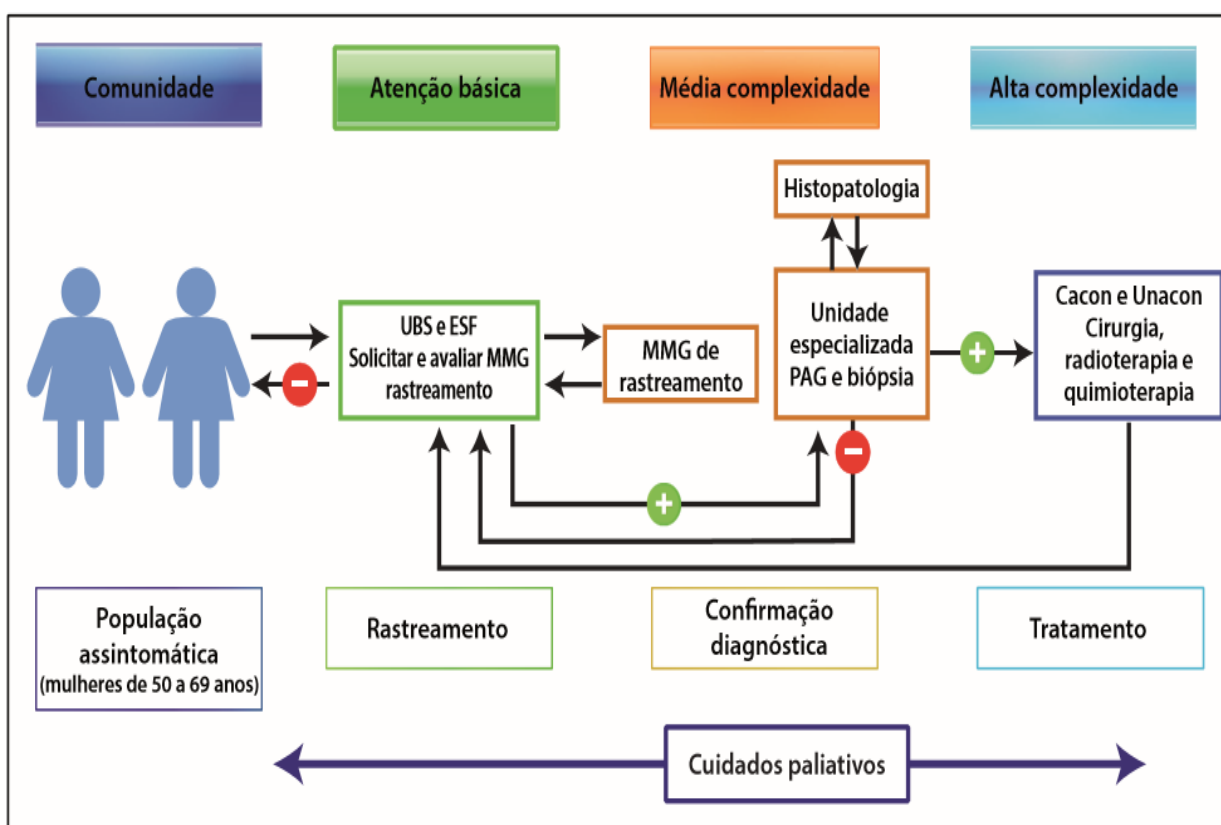 Comunidade
Atenção básica
Média complexidade
Alta complexidade
Histopatologia
UBS e ESF
Solicitar e avaliar MMG
rastreamento
MMG de
rastreamento
Unidade
especializada
PAG e biópsia
Cacon e Unacon
Cirurgia,
radioterapia e
quimioterapia
População
assintomática
(mulheres de 50 a 69 anos)
Rastreamento
Confirmação
diagnóstica
Tratamento
Cuidados paliativos